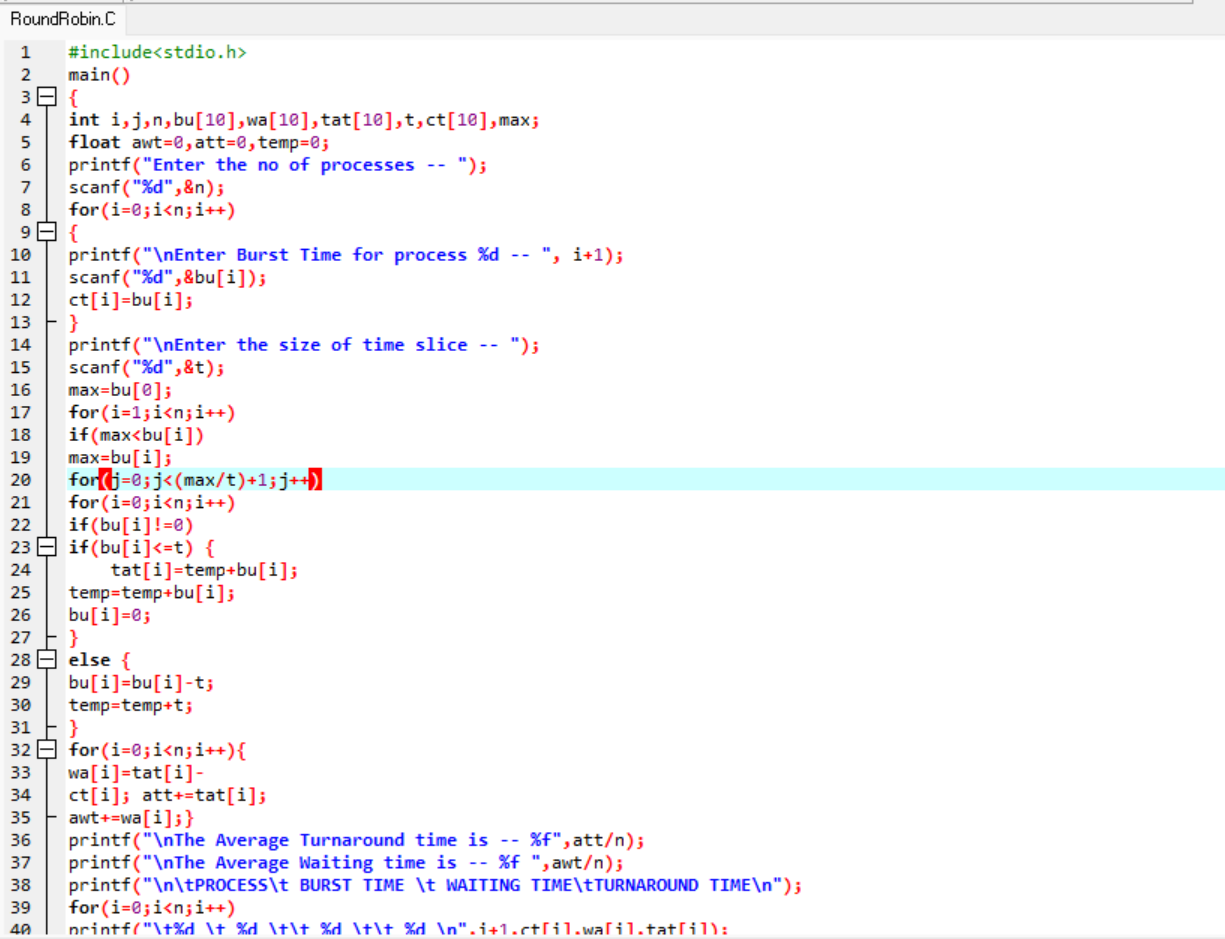 RoundRobin.C
1 #include<stdio.h>
2 main()
3 {
4 int i,j,n,bu[10],wa[10],tat[10],t,ct[10],max;
5 float awt=0,att=0,temp=0;
6 printf("Enter the no of processes -- ");
7 scanf("%d",&n);
8 for(i=0;i<n;i++)
9 {
10 printf("\nEnter Burst Time for process %d -- ", i+1);
11 scanf("%d",&bu[i]);
12 ct[i]=bu[i];
13 }
14 printf("\nEnter the size of time slice -- ");
15 scanf("%d",&t);
16 max=bu[0];
17 for(i=1;i<n;i++)
18 if(max<bu[i])
19 max=bu[i];
20 for(j=0;j<(max/t)+1;j++)
21 for(i=0;i<n;i++)
22 if(bu[i]!=0)
23 if(bu[i]<=t) {
24 tat[i]=temp+bu[i];
25 temp=temp+bu[i];
26 bu[i]=0;
27 }
28 else {
29 bu[i]=bu[i]-t;
30 temp=temp+t;
31 }
32 for(i=0;i<n;i++){
33 wa[i]=tat[i]-
34 ct[i]; att+=tat[i];
35 awt+=wa[i];}
36 printf("\nThe Average Turnaround time is -- %f",att/n);
37 printf("\nThe Average Waiting time is -- %f ",awt/n);
38 printf("\n\tPROCESS\t BURST TIME \t WAITING TIME\tTURNAROUND TIME\n");
39 for(i=0;i<n;i++)
40 printf("\t%d \t %d \t\t %d \t\t %d \n",i+1,ct[i],wa[i],tat[i]);